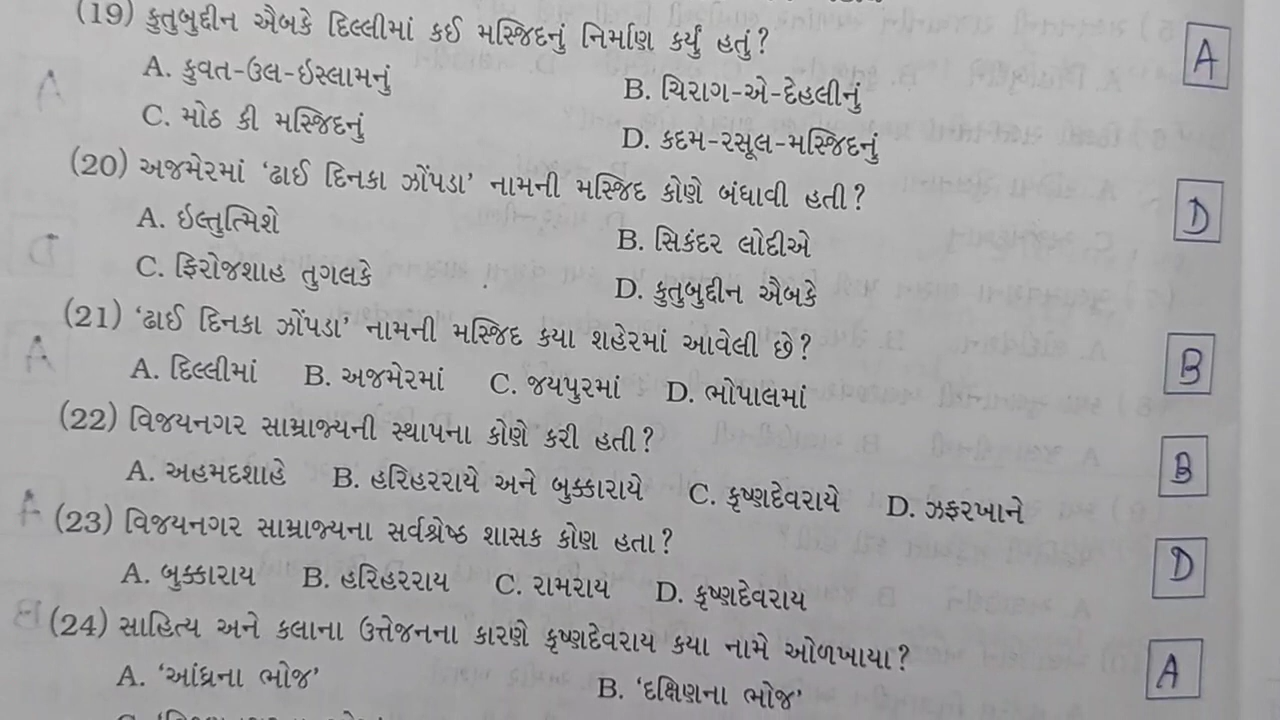 (19) કુતુબુદ્દીન ઐબકે દિલ્લીમાં કઈ મસ્જિદનું નિર્માણ કર્યું હતું? A
A. કુવત-ઉલ-ઇસ્લામનું B. ચિરાગ-એ-દેહલીનું
C. મોઠ કી મસ્જિદનું D. કદમ-રસૂલ-મસ્જિદનું
(20) અજમેરમાં ‘ઢાઈ દિનકા ઝોંપડા’ નામની મસ્જિદ કોણે બંધાવી હતી? D
A. ઇલ્તુત્મિશે B. સિકંદર લોદીએ
C. ફિરોજશાહ તુગલકે D. કુતુબુદ્દીન ઐબકે
(21) ‘ઢાઈ દિનકા ઝોંપડા’ નામની મસ્જિદ કયા શહેરમાં આવેલી છે? B
A. દિલ્લીમાં B. અજમેરમાં C. જયપુરમાં D. ભોપાલમાં
(22) વિજયનગર સામ્રાજ્યની સ્થાપના કોણે કરી હતી? B
A. અહમદશાહે B. હરિહરરાયે અને બુક્કારાયે C. કૃષ્ણદેવરાયે D. ઝફરખાને
(23) વિજયનગર સામ્રાજ્યના સર્વશ્રેષ્ઠ શાસક કોણ હતા? D
A. બુક્કારાય B. હરિહરરાય C. રામરાય D. કૃષ્ણદેવરાય
(24) સાહિત્ય અને કલાના ઉત્તેજનના કારણે કૃષ્ણદેવરાય કયા નામે ઓળખાયા? A
A. ‘આંધ્રના ભોજ’ B. ‘દક્ષિણના ભોજ’